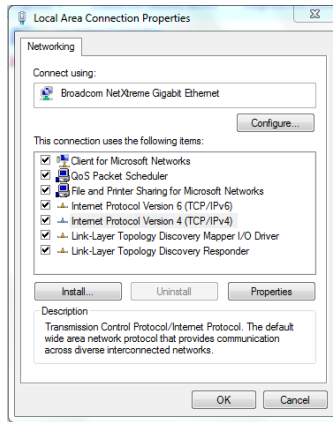 Local Area Connection Properties
Networking
Connect using:
Broadcom NetXtreme Gigabit Ethernet
Configure...
This connection uses the following items:
Client for Microsoft Networks
QoS Packet Scheduler
File and Printer Sharing for Microsoft Networks
Internet Protocol Version 6 (TCP/IPv6)
Internet Protocol Version 4 (TCP/IPv4)
Link-Layer Topology Discovery Mapper I/O Driver
Link-Layer Topology Discovery Responder
Install... Uninstall Properties
Description
Transmission Control Protocol/Internet Protocol. The default
wide area network protocol that provides communication
across diverse interconnected networks.
OK Cancel